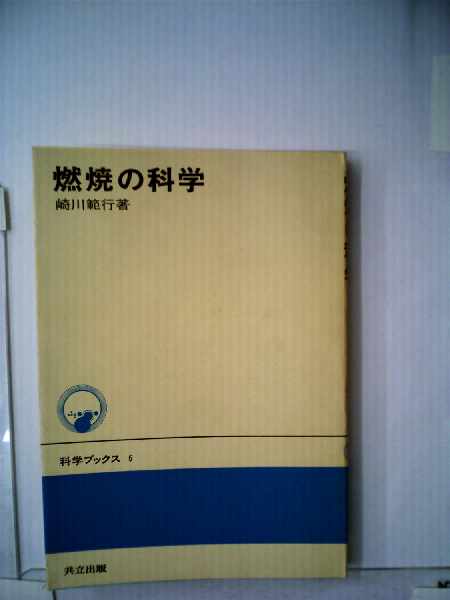 燃焼の科学
崎川範行著
科学ブックス 6
共立出版